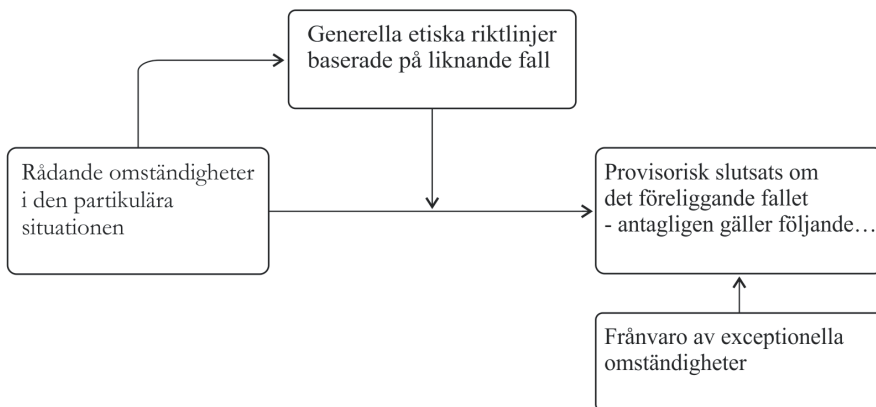 Generella etiska riktlinjer
baserade på liknande fall
Rådande omständigheter
i den partikulära
situationen
Provisorisk slutsats om
det föreliggande fallet
- antagligen gäller följande…
Frånvaro av exceptionella
omständigheter